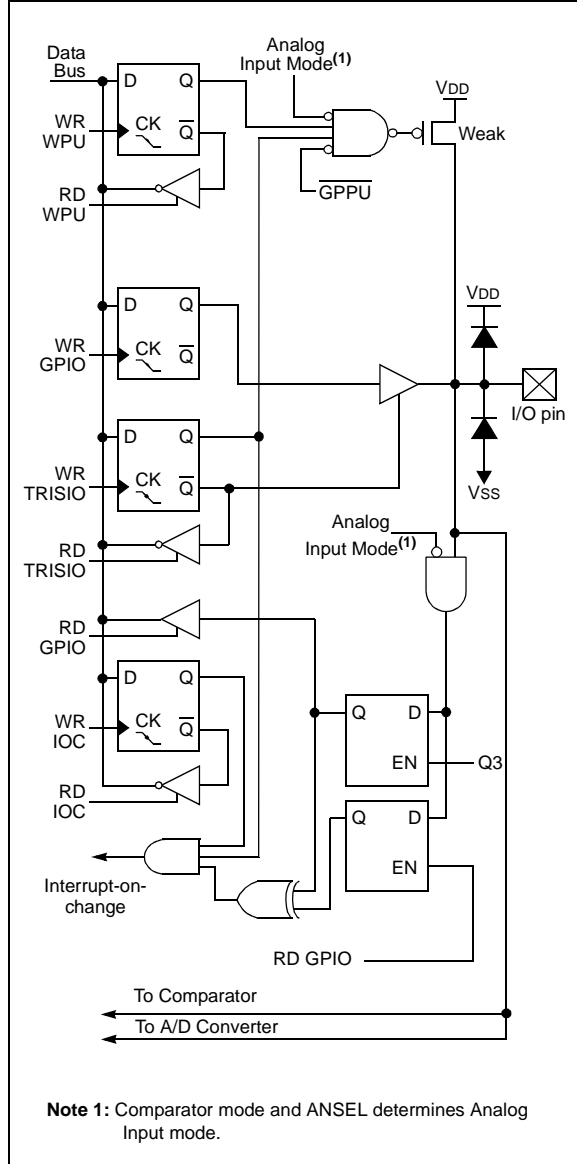 Data
Bus
D Q
WR
WPU
CK
Q
RD
WPU
Analog
Input Mode(1)
VDD
Weak
GPPU
D Q
WR
GPIO
CK
Q
VDD
I/O pin
VSS
D Q
WR
TRISIO
CK
Q
RD
TRISIO
Analog
Input Mode(1)
RD
GPIO
D Q
WR
IOC
CK
Q
RD
IOC
Q D
EN
Q3
Q D
EN
Interrupt-on-
change
RD GPIO
To Comparator
To A/D Converter
Note 1: Comparator mode and ANSEL determines Analog
Input mode.